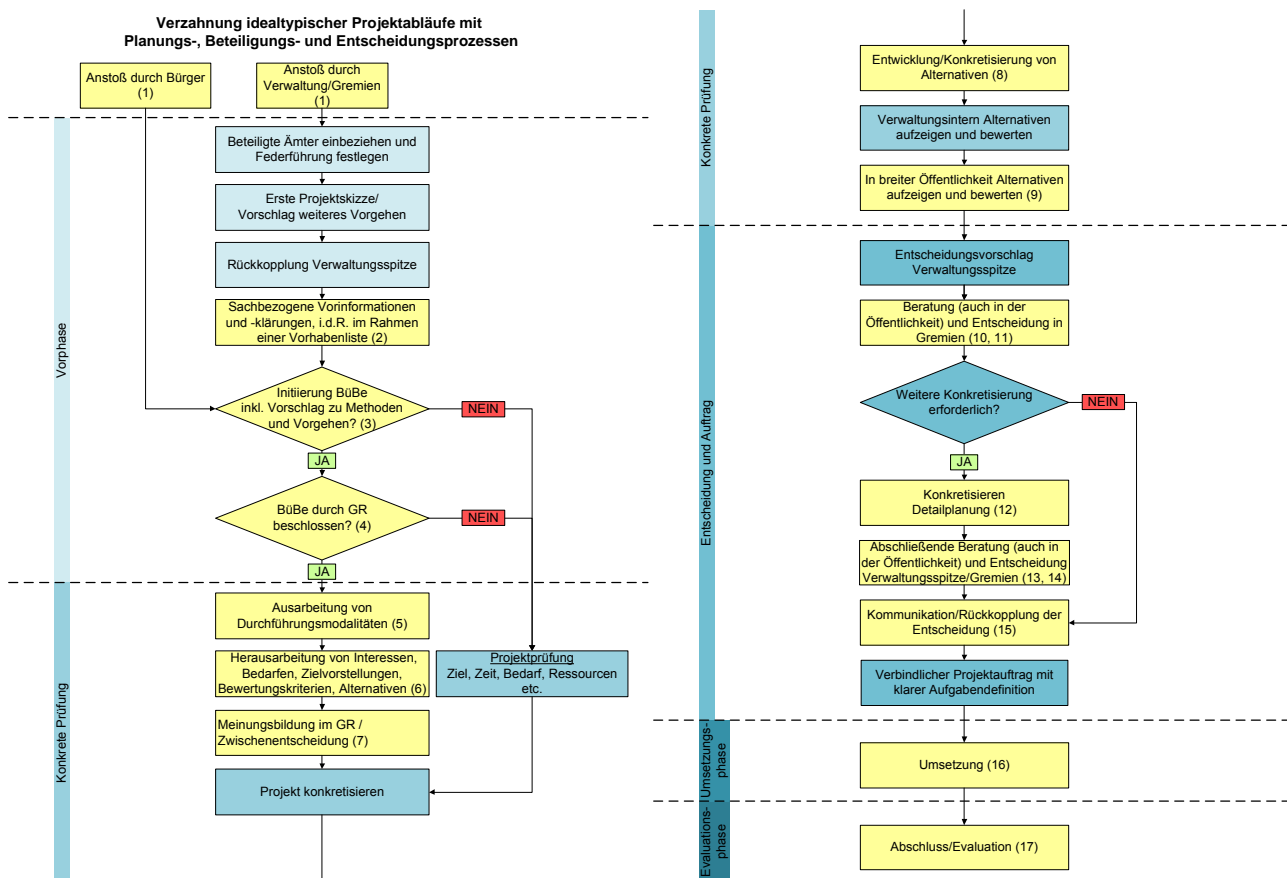 Verzahnung idealtypischer Projektabläufe mit
Planungs-, Beteiligungs- und Entscheidungsprozessen
Anstoß durch Bürger
(1)
Anstoß durch
Verwaltung/Gremien
(1)
Vorphase
Beteiligte Ämter einbeziehen und
Federführung festlegen
Erste Projektskizze/
Vorschlag weiteres Vorgehen
Rückkopplung Verwaltungsspitze
Sachbezogene Vorinformationen
und -klärungen, i.d.R. im Rahmen
einer Vorhabenliste (2)
Initiierung BüBe
inkl. Vorschlag zu Methoden
und Vorgehen? (3)
NEIN
JA
BüBe durch GR
beschlossen? (4)
NEIN
JA
Konkrete Prüfung
Ausarbeitung von
Durchführungsmodalitäten (5)
Herausarbeitung von Interessen,
Bedarfen, Zielvorstellungen,
Bewertungskriterien, Alternativen (6)
Projektprüfung
Ziel, Zeit, Bedarf, Ressourcen
etc.
Meinungsbildung im GR /
Zwischenentscheidung (7)
Projekt konkretisieren
Konkrete Prüfung
Entwicklung/Konkretisierung von
Alternativen (8)
Verwaltungsintern Alternativen
aufzeigen und bewerten
In breiter Öffentlichkeit Alternativen
aufzeigen und bewerten (9)
Entscheidung und Auftrag
Entscheidungsvorschlag
Verwaltungsspitze
Beratung (auch in der
Öffentlichkeit) und Entscheidung in
Gremien (10, 11)
Weitere Konkretisierung
erforderlich?
NEIN
JA
Konkretisieren
Detailplanung (12)
Abschließende Beratung (auch in
der Öffentlichkeit) und Entscheidung
Verwaltungsspitze/Gremien (13, 14)
Kommunikation/Rückkopplung der
Entscheidung (15)
Verbindlicher Projektauftrag mit
klarer Aufgabendefinition
Umsetzungs-
phase
Umsetzung (16)
Evaluations-
phase
Abschluss/Evaluation (17)